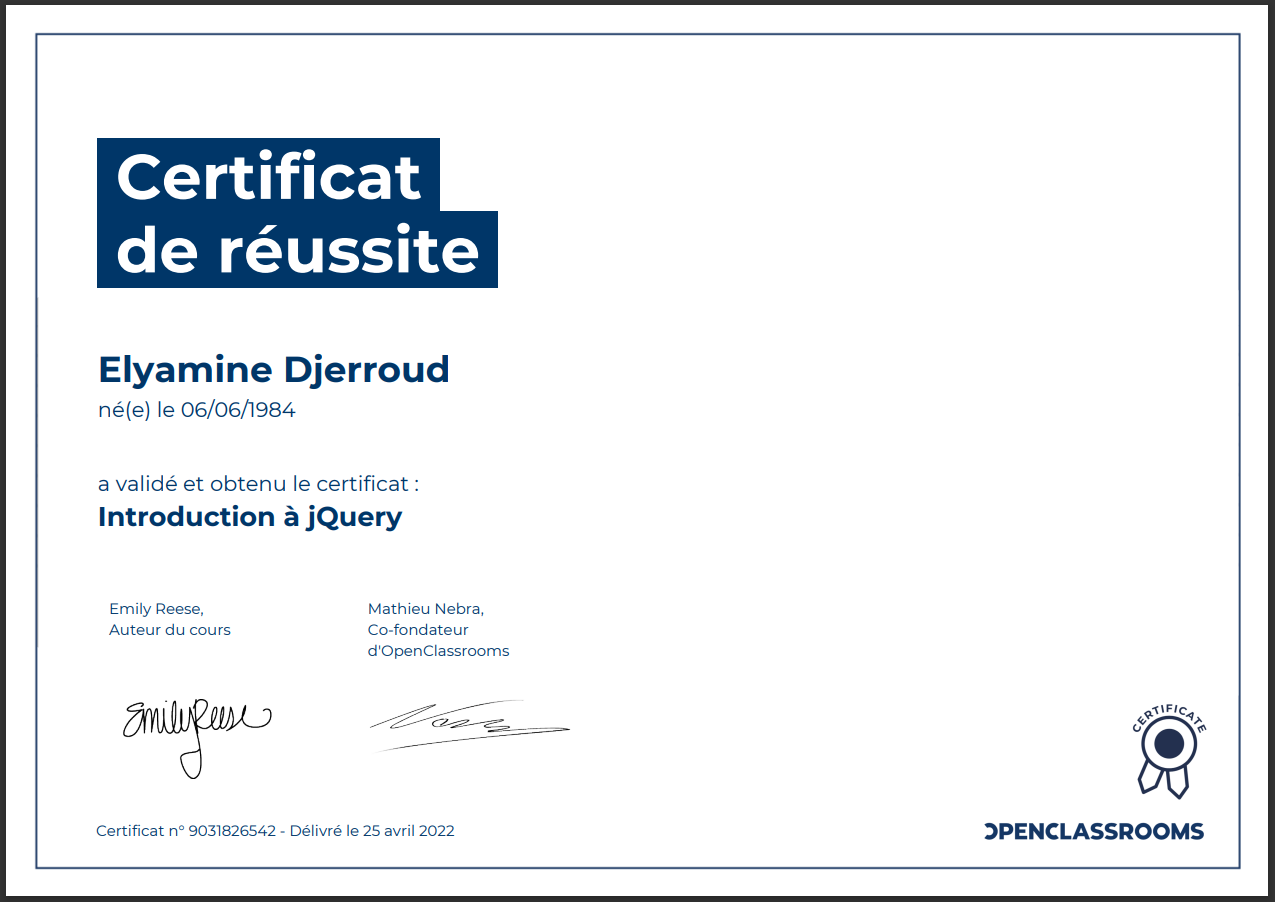 Certificat
de réussite
Elyamine Djerroud
né(e) le 06/06/1984
a validé et obtenu le certificat :
Introduction à jQuery
Emily Reese,
Auteur du cours
Mathieu Nebra,
Co-fondateur
d'OpenClassrooms
EmilyReese
Certificat n° 9031826542 - Délivré le 25 avril 2022
CERTIFICATE
OPENCLASSROOMS